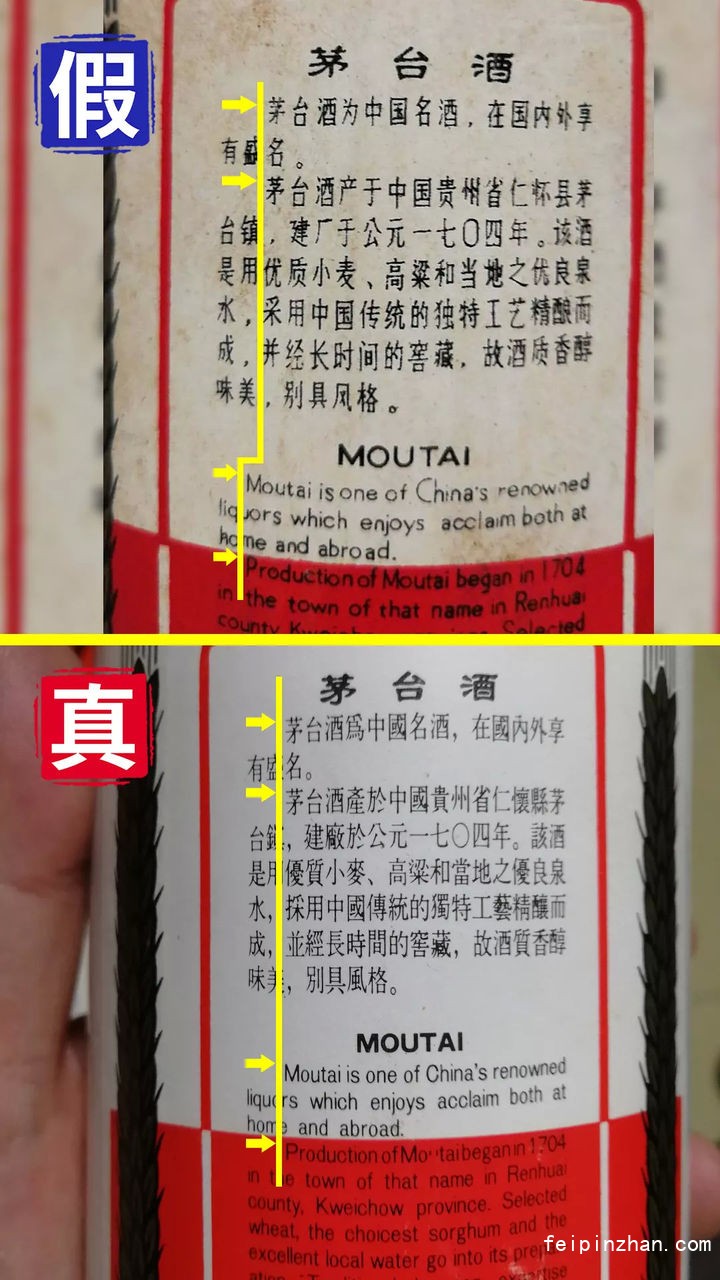 假
茅台酒
茅台酒为中国名酒，在国内外享
有盛名。
茅台酒产于中国贵州省仁怀县茅
台镇，建厂于公元一七〇四年。该酒
是用优质小麦、高粱和当地之优良泉
水，采用中国传统的独特工艺精酿而
成，并经长时间的窖藏，故酒质香醇
味美，别具风格。
MOUTAI
Moutai is one of China's renowned
liquors which enjoys acclaim both at
home and abroad.
Production of Moutai began in 1704
in the town of that name in Renhuai
county, Kweichow province. Selected
真
茅台酒
茅台酒爲中國名酒，在國內外享
有盛名。
茅台酒產於中國貴州省仁懷縣茅
台鎮，建廠於公元一七〇四年。該酒
是用優質小麥、高粱和當地之優良泉
水，採用中國傳統的獨特工藝精釀而
成，並經長時間的窖藏，故酒質香醇
味美，別具風格。
MOUTAI
Moutai is one of China's renowned
liquors which enjoys acclaim both at
home and abroad.
Production of Moutai began in 1704
in the town of that name in Renhuai
county, Kweichow province. Selected
wheat, the choicest sorghum and the
excellent local water go into its prep
feipinzhan.com